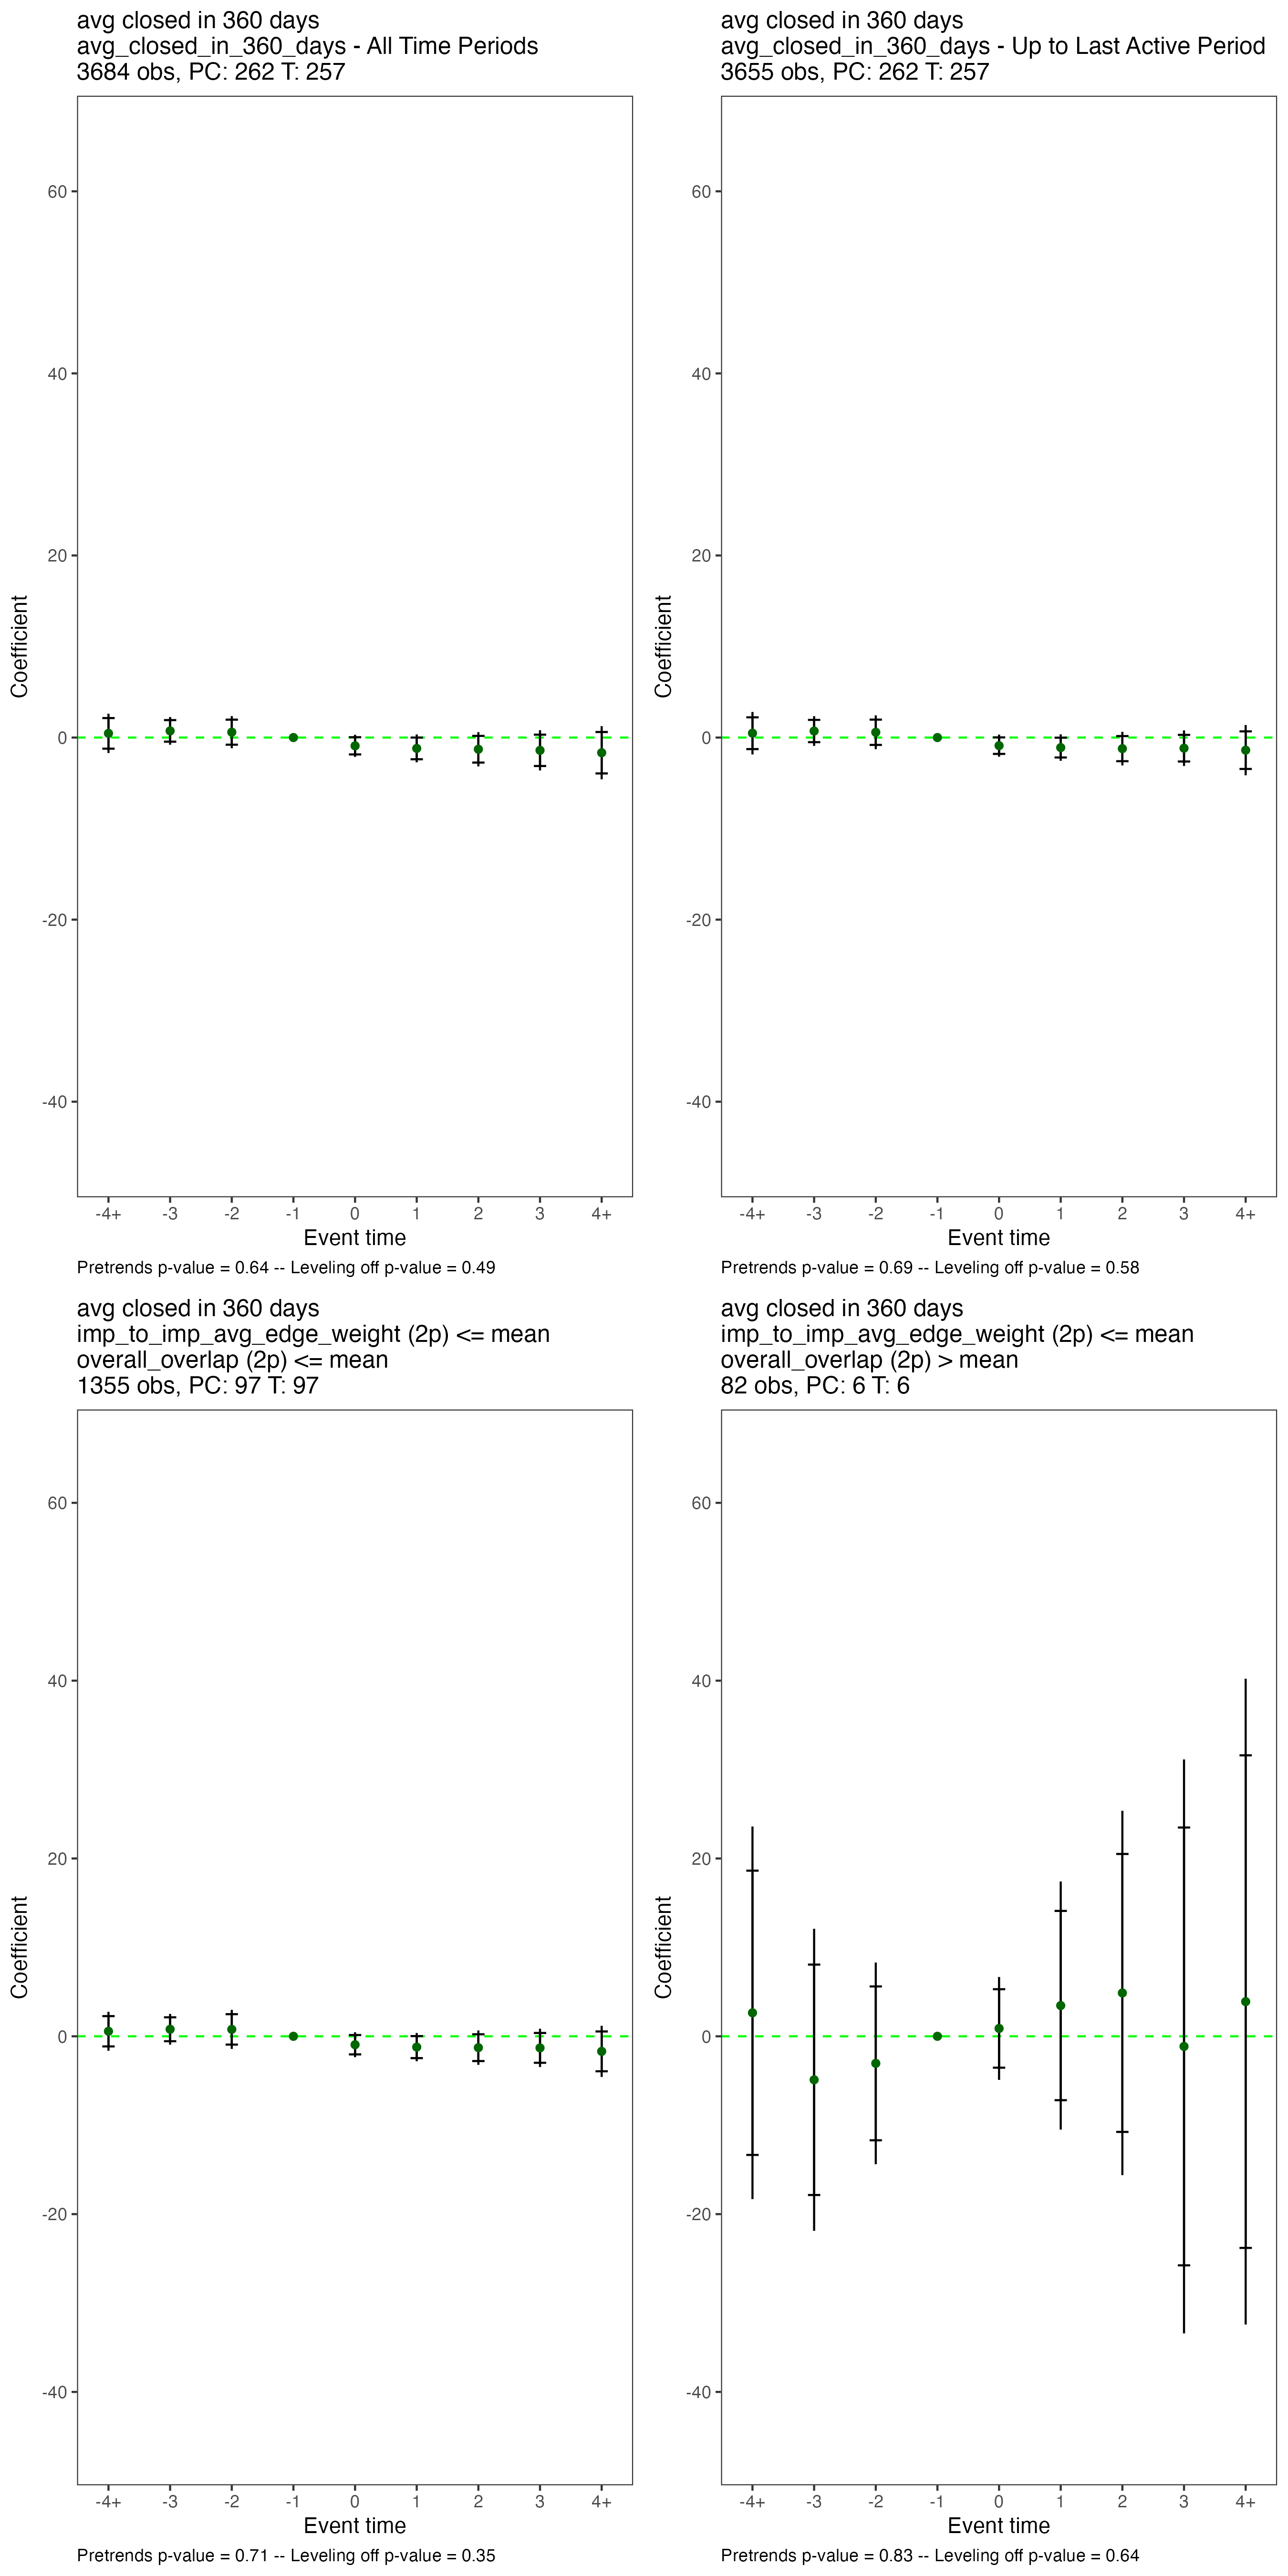 avg closed in 360 days
avg_closed_in_360_days - All Time Periods
3684 obs, PC: 262 T: 257
60
40
20
0
-20
-40
Coefficient
-4+ -3 -2 -1 0 1 2 3 4+
Event time
Pretrends p-value = 0.64 -- Leveling off p-value = 0.49
avg closed in 360 days
avg_closed_in_360_days - Up to Last Active Period
3655 obs, PC: 262 T: 257
60
40
20
0
-20
-40
Coefficient
-4+ -3 -2 -1 0 1 2 3 4+
Event time
Pretrends p-value = 0.69 -- Leveling off p-value = 0.58
avg closed in 360 days
imp_to_imp_avg_edge_weight (2p) <= mean
overall_overlap (2p) <= mean
1355 obs, PC: 97 T: 97
60
40
20
0
-20
-40
Coefficient
-4+ -3 -2 -1 0 1 2 3 4+
Event time
Pretrends p-value = 0.71 -- Leveling off p-value = 0.35
avg closed in 360 days
imp_to_imp_avg_edge_weight (2p) <= mean
overall_overlap (2p) > mean
82 obs, PC: 6 T: 6
60
40
20
0
-20
-40
Coefficient
-4+ -3 -2 -1 0 1 2 3 4+
Event time
Pretrends p-value = 0.83 -- Leveling off p-value = 0.64